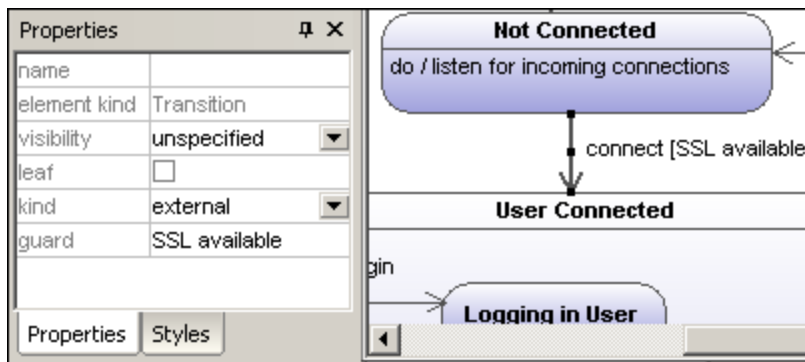 Properties
name
element kind Transition
visibility unspecified
leaf
kind external
guard SSL available
Properties Styles
Not Connected
do / listen for incoming connections
connect [SSL available
User Connected
Logging in User